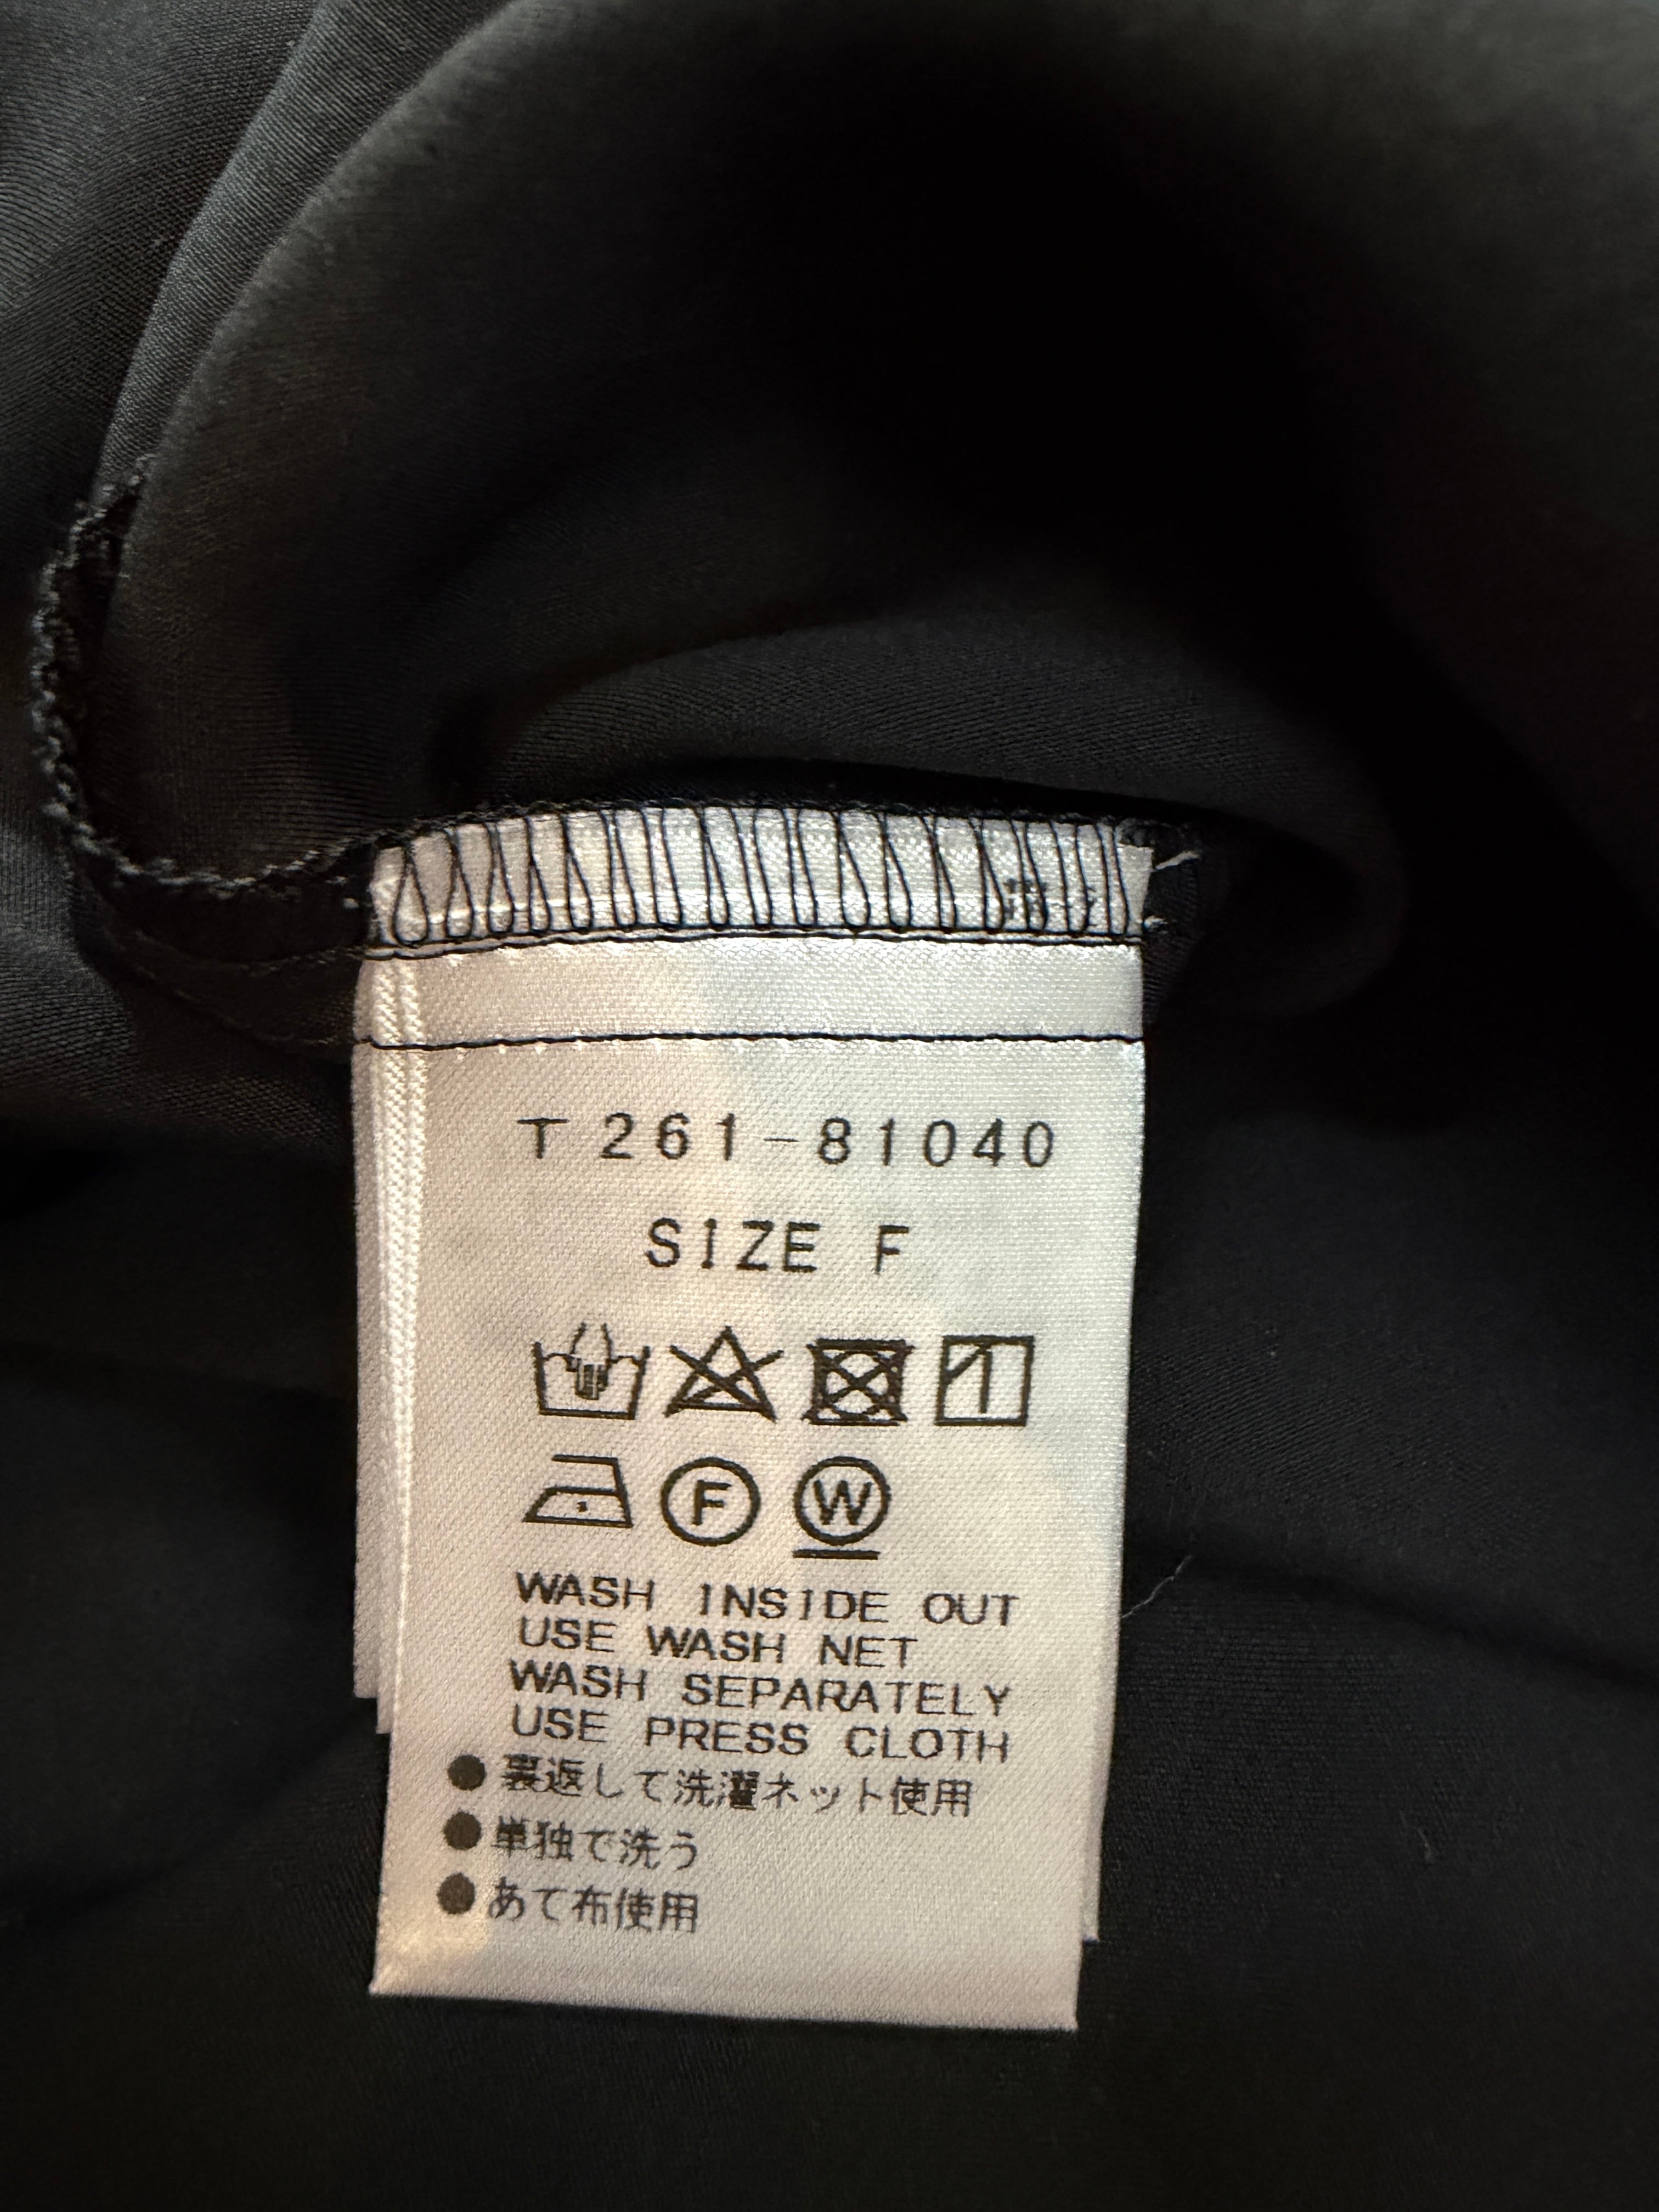 T 261-81040
SIZE F
F W
WASH INSIDE OUT
USE WASH NET
WASH SEPARATELY
USE PRESS CLOTH
●裏返して洗濯ネット使用
●単独で洗う
●あて布使用